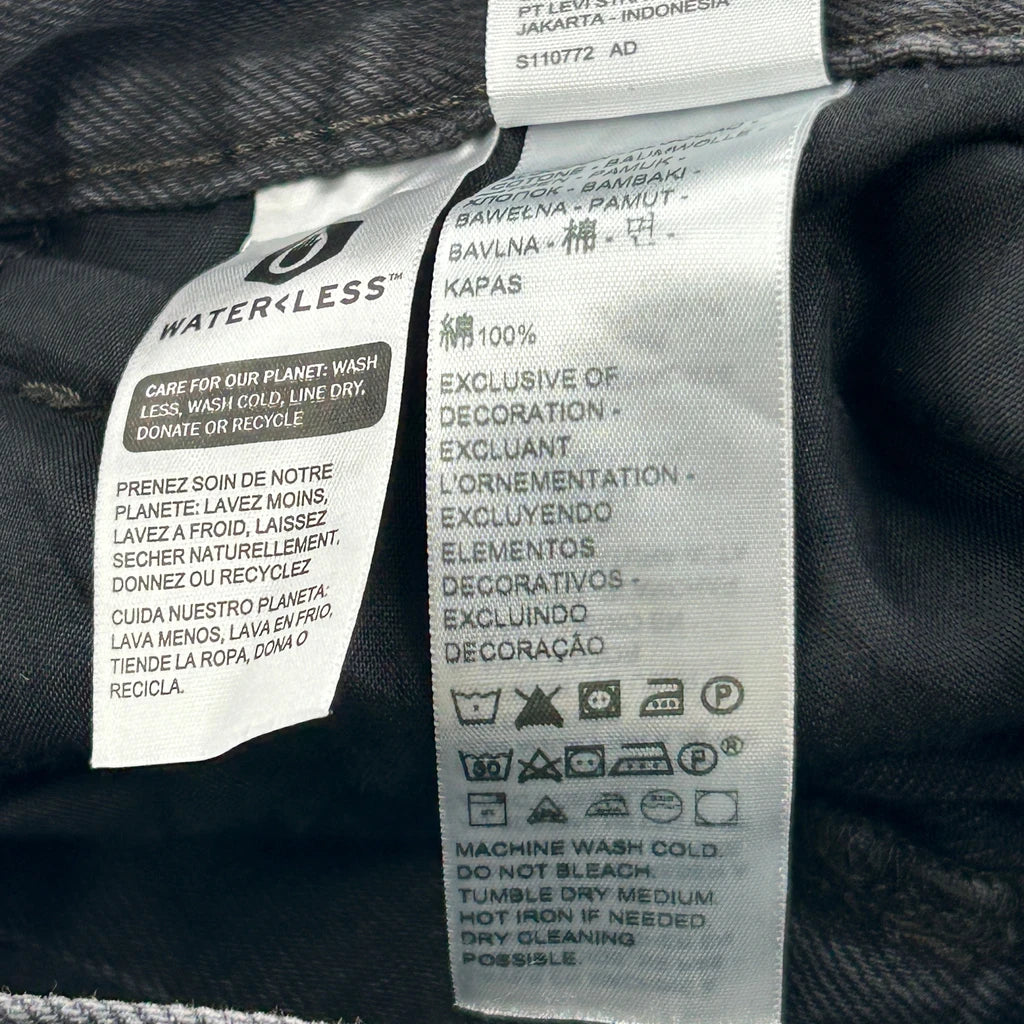 PT LEVI
JAKARTA - INDONESIA
S110772 AD
WATER<LESS™
CARE FOR OUR PLANET: WASH
LESS, WASH COLD, LINE DRY,
DONATE OR RECYCLE
PRENEZ SOIN DE NOTRE
PLANETE: LAVEZ MOINS,
LAVEZ A FROID, LAISSEZ
SECHER NATURELLEMENT.
DONNEZ OU RECYCLEZ
CUIDA NUESTRO PLANETA:
LAVA MENOS, LAVA EN FRIO,
TIENDE LA ROPA, DONA O
RECICLA.
COTONE - BAUMWOLLE -
PAMUK -
ХЛОПОК - BAMBAKI -
BAWEŁNA - PAMUT -
BAVLNA - 棉 - 면 -
KAPAS
綿100%
EXCLUSIVE OF
DECORATION -
EXCLUANT
L'ORNEMENTATION -
EXCLUYENDO
ELEMENTOS
DECORATIVOS -
EXCLUINDO
DECORAÇÃO
P
30 P®
MACHINE WASH COLD.
DO NOT BLEACH.
TUMBLE DRY MEDIUM.
HOT IRON IF NEEDED
DRY CLEANING
POSSIBLE.